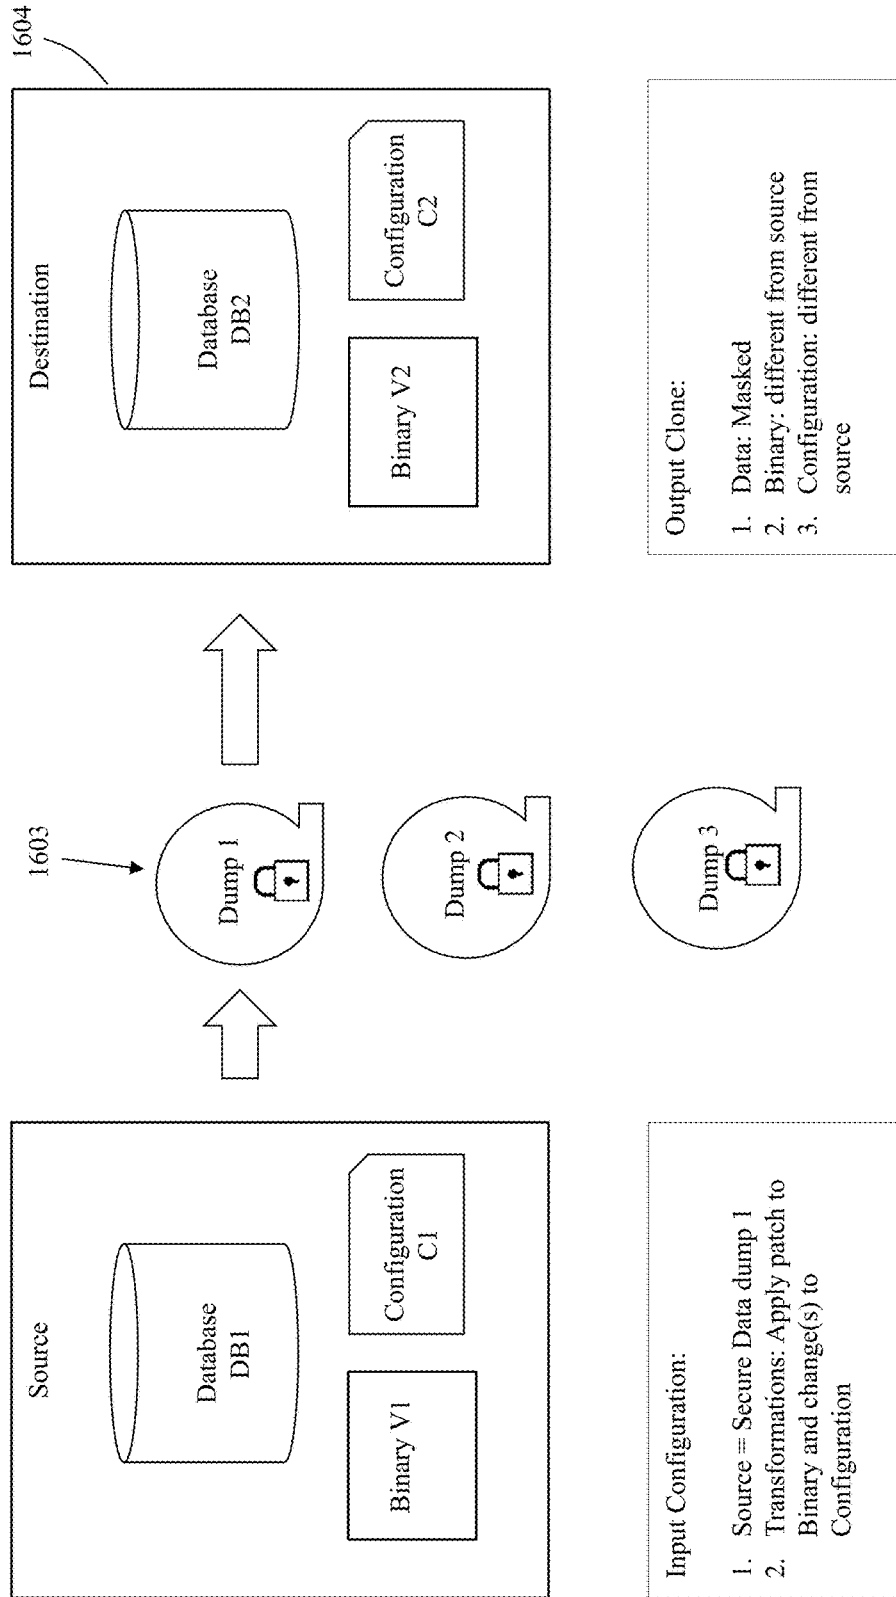 Source
Database
DB1
Binary V1
Configuration
C1
1603
Dump 1
Dump 2
Dump 3
1604
Destination
Database
DB2
Binary V2
Configuration
C2
Input Configuration:
1. Source = Secure Data dump 1
2. Transformations: Apply patch to
Binary and change(s) to
Configuration
Output Clone:
1. Data: Masked
2. Binary: different from source
3. Configuration: different from
source